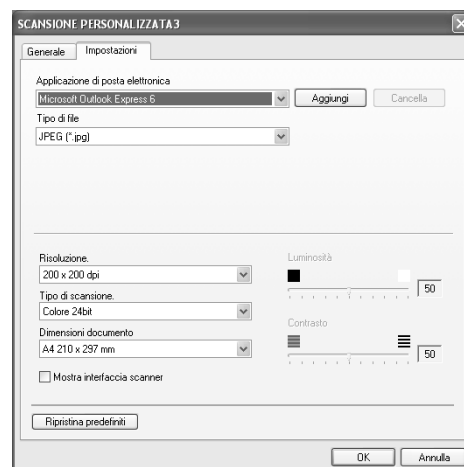 SCANSIONE PERSONALIZZATA3
Generale
Impostazioni
Applicazione di posta elettronica
Microsoft Outlook Express 6
Aggiungi
Cancella
Tipo di file
JPEG (*.jpg)
Risoluzione.
200 x 200 dpi
Tipo di scansione.
Colore 24bit
Dimensioni documento
A4 210 x 297 mm
Mostra interfaccia scanner
Luminosità
50
Contrasto
50
Ripristina predefiniti
OK
Annulla